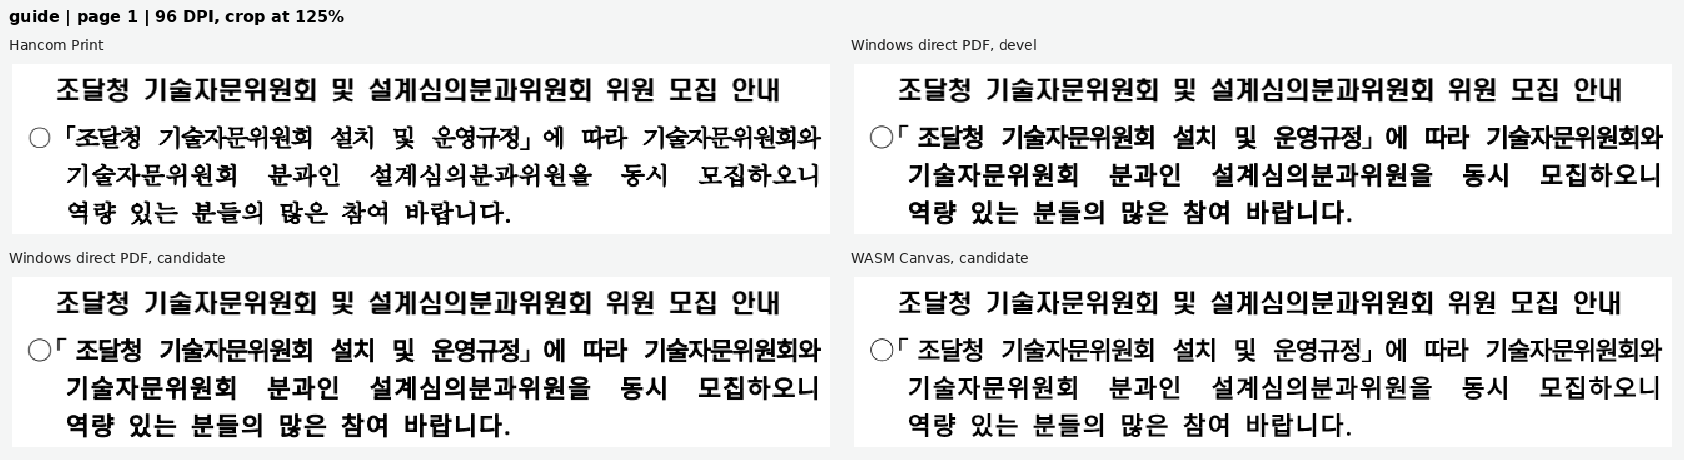 guide | page 1 | 96 DPI, crop at 125%
Hancom Print
조달청 기술자문위원회 및 설계심의분과위원회 위원 모집 안내
○「조달청 기술자문위원회 설치 및 운영규정」에 따라 기술자문위원회와
기술자문위원회 분과인 설계심의분과위원을 동시 모집하오니
역량 있는 분들의 많은 참여 바랍니다.
Windows direct PDF, devel
조달청 기술자문위원회 및 설계심의분과위원회 위원 모집 안내
○「 조달청 기술자문위원회 설치 및 운영규정」에 따라 기술자문위원회와
기술자문위원회 분과인 설계심의분과위원을 동시 모집하오니
역량 있는 분들의 많은 참여 바랍니다.
Windows direct PDF, candidate
조달청 기술자문위원회 및 설계심의분과위원회 위원 모집 안내
○「 조달청 기술자문위원회 설치 및 운영규정」에 따라 기술자문위원회와
기술자문위원회 분과인 설계심의분과위원을 동시 모집하오니
역량 있는 분들의 많은 참여 바랍니다.
WASM Canvas, candidate
조달청 기술자문위원회 및 설계심의분과위원회 위원 모집 안내
○「 조달청 기술자문위원회 설치 및 운영규정」에 따라 기술자문위원회와
기술자문위원회 분과인 설계심의분과위원을 동시 모집하오니
역량 있는 분들의 많은 참여 바랍니다.